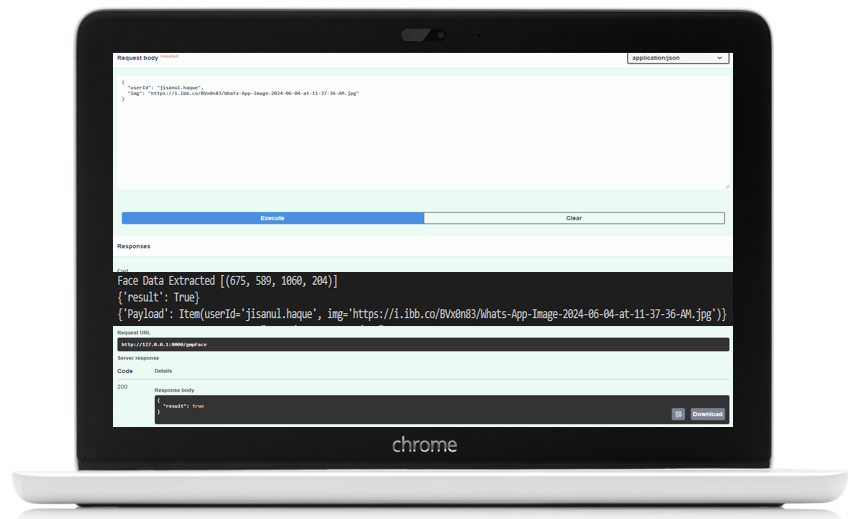 Request body required
application/json
{
"userId": "jisanul.haque",
"img": "https://i.ibb.co/BVx0n83/Whats-App-Image-2024-06-04-at-11-37-36-AM.jpg"
}
Execute
Clear
Responses
Curl
Face Data Extracted [(675, 589, 1060, 204)]
{'result': True}
{'Payload': Item(userId='jisanul.haque', img='https://i.ibb.co/BVx0n83/Whats-App-Image-2024-06-04-at-11-37-36-AM.jpg')}
Request URL
http://127.0.0.1:8000/gmpFace
Server response
Code
Details
200
Response body
{
"result": true
}
Download
chrome